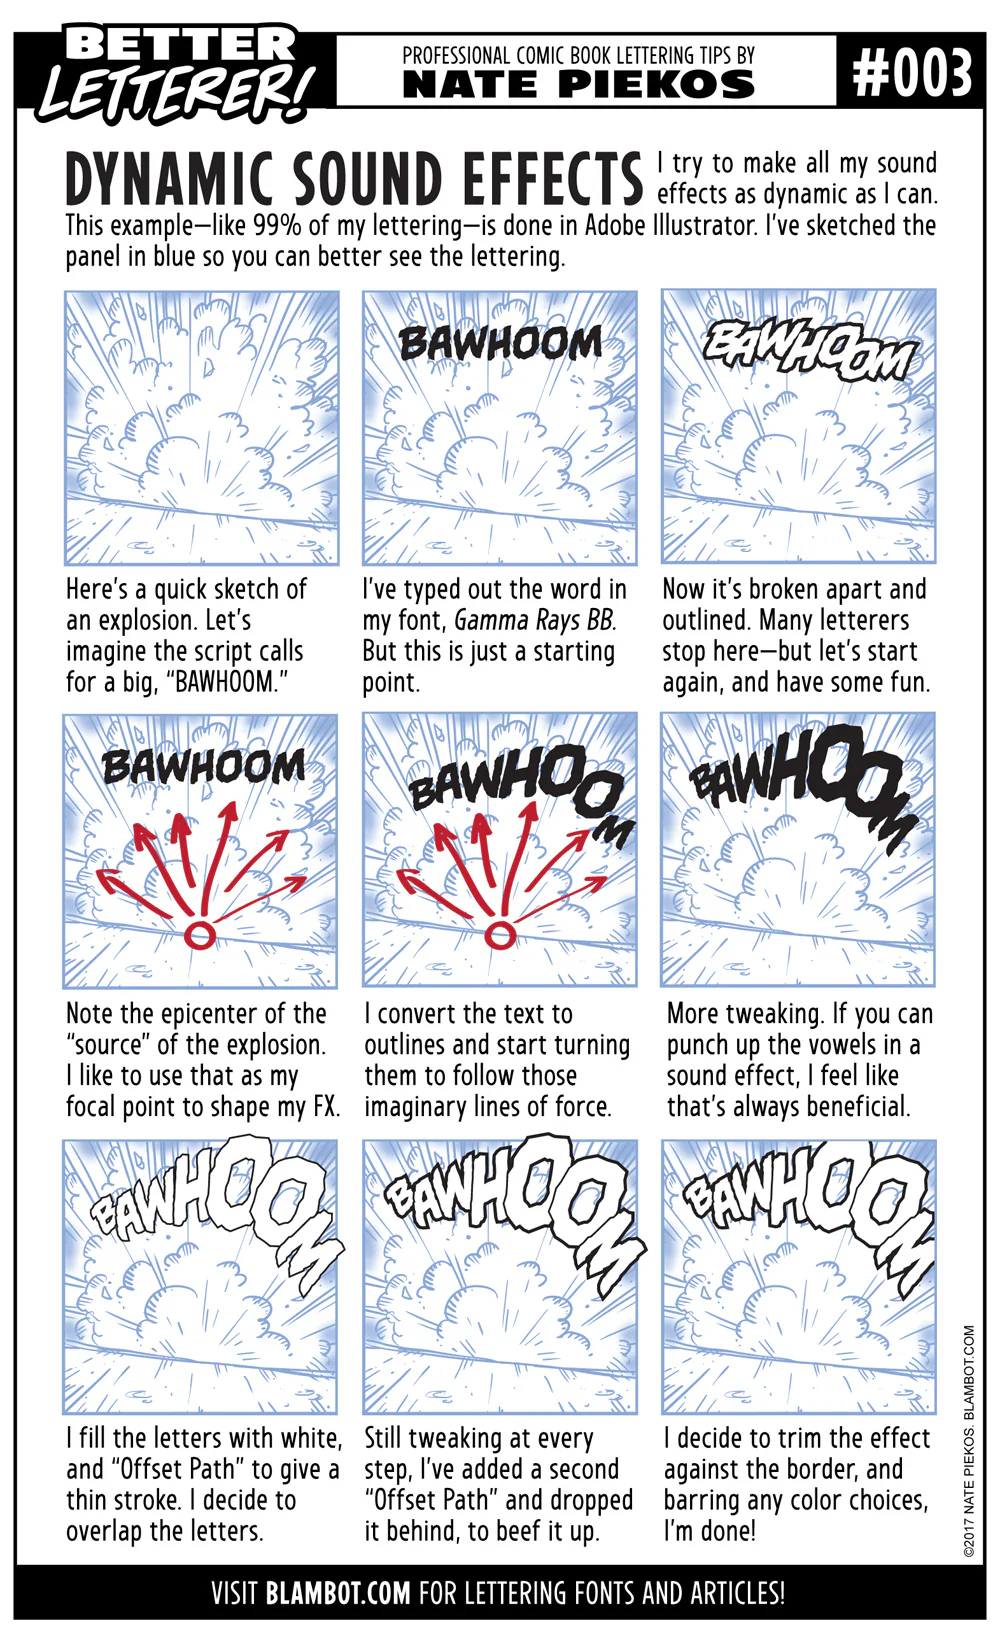 BETTER
LETTERER!
PROFESSIONAL COMIC BOOK LETTERING TIPS BY
NATE PIEKOS
#003
DYNAMIC SOUND EFFECTS
I try to make all my sound
effects as dynamic as I can.
This example—like 99% of my lettering—is done in Adobe Illustrator. I've sketched the
panel in blue so you can better see the lettering.
BAWHOOM
BAWHOOM
Here's a quick sketch of
an explosion. Let's
imagine the script calls
for a big, “BAWHOOM.”
I've typed out the word in
my font, Gamma Rays BB.
But this is just a starting
point.
Now it's broken apart and
outlined. Many letterers
stop here—but let's start
again, and have some fun.
BAWHOOM
BAWHOOM
BAWHOOM
Note the epicenter of the
“source” of the explosion.
I like to use that as my
focal point to shape my FX.
I convert the text to
outlines and start turning
them to follow those
imaginary lines of force.
More tweaking. If you can
punch up the vowels in a
sound effect, I feel like
that's always beneficial.
BAWHOOM
BAWHOOM
BAWHOOM
I fill the letters with white,
and “Offset Path” to give a
thin stroke. I decide to
overlap the letters.
Still tweaking at every
step, I've added a second
“Offset Path” and dropped
it behind, to beef it up.
I decide to trim the effect
against the border, and
barring any color choices,
I'm done!
©2017 NATE PIEKOS. BLAMBOT.COM
VISIT BLAMBOT.COM FOR LETTERING FONTS AND ARTICLES!